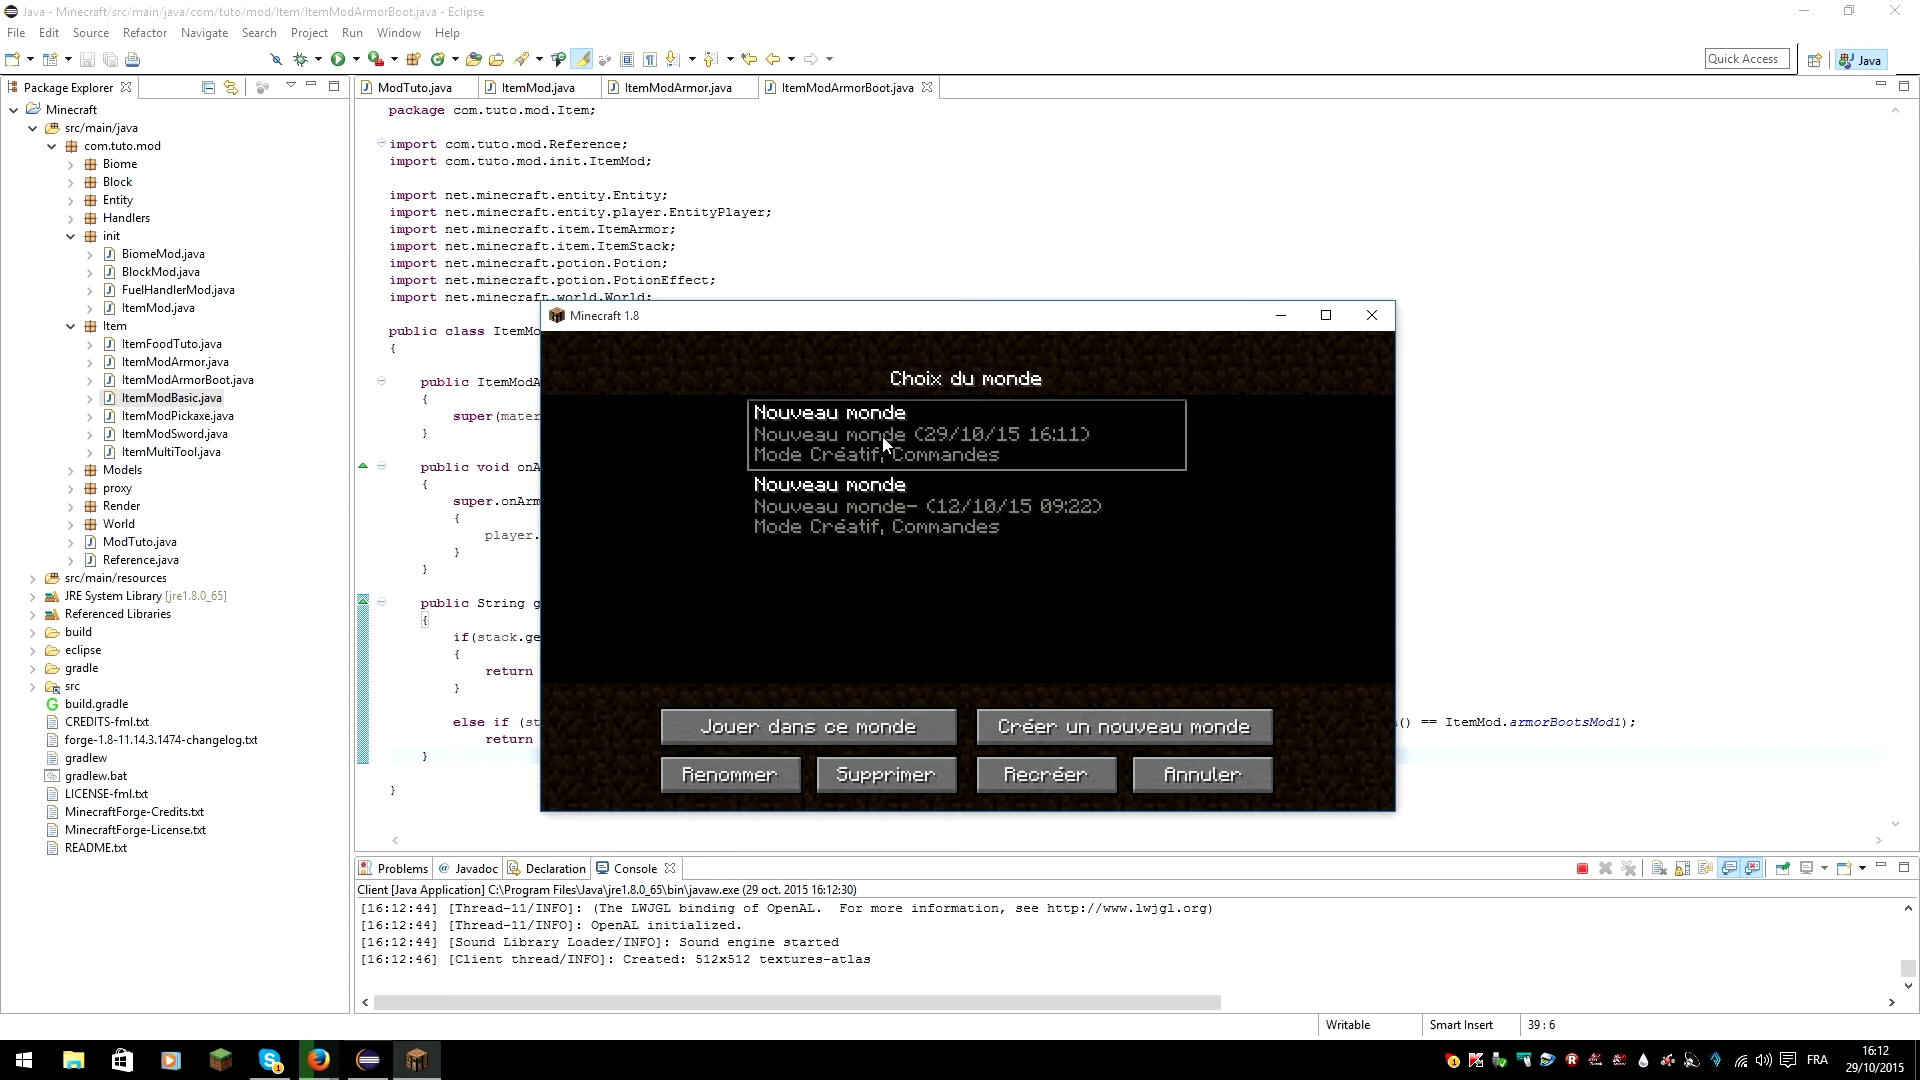 Java - Minecraft/src/main/java/com/tuto/mod/Item/ItemModArmorBoot.java - Eclipse
File Edit Source Refactor Navigate Search Project Run Window Help
Quick Access
Java
Package Explorer
ModTuto.java
ItemMod.java
ItemModArmor.java
ItemModArmorBoot.java
Minecraft
src/main/java
com.tuto.mod
Biome
Block
Entity
Handlers
init
BiomeMod.java
BlockMod.java
FuelHandlerMod.java
ItemMod.java
Item
ItemFoodTuto.java
ItemModArmor.java
ItemModArmorBoot.java
ItemModBasic.java
ItemModPickaxe.java
ItemModSword.java
ItemMultiTool.java
Models
proxy
Render
World
ModTuto.java
Reference.java
src/main/resources
JRE System Library [jre1.8.0_65]
Referenced Libraries
build
eclipse
gradle
src
build.gradle
CREDITS-fml.txt
forge-1.8-11.14.3.1474-changelog.txt
gradlew
gradlew.bat
LICENSE-fml.txt
MinecraftForge-Credits.txt
MinecraftForge-License.txt
README.txt
package com.tuto.mod.Item;
import com.tuto.mod.Reference;
import com.tuto.mod.init.ItemMod;
import net.minecraft.entity.Entity;
import net.minecraft.entity.player.EntityPlayer;
import net.minecraft.item.ItemArmor;
import net.minecraft.item.ItemStack;
import net.minecraft.potion.Potion;
import net.minecraft.potion.PotionEffect;
import net.minecraft.world.World;
public class ItemMo
{
public ItemModA
{
super(mater
}
public void onA
{
super.onArm
{
player.
}
}
public String g
{
if(stack.ge
{
return
}
else if (st
) == ItemMod.armorBootsMod1);
return
}
}
Minecraft 1.8
Choix du monde
Nouveau monde
Nouveau monde (29/10/15 16:11)
Mode Créatif, Commandes
Nouveau monde
Nouveau monde- (12/10/15 09:22)
Mode Créatif, Commandes
Jouer dans ce monde
Créer un nouveau monde
Renommer
Supprimer
Recréer
Annuler
Problems
Javadoc
Declaration
Console
Client [Java Application] C:\Program Files\Java\jre1.8.0_65\bin\javaw.exe (29 oct. 2015 16:12:30)
[16:12:44] [Thread-11/INFO]: (The LWJGL binding of OpenAL.  For more information, see http://www.lwjgl.org)
[16:12:44] [Thread-11/INFO]: OpenAL initialized.
[16:12:44] [Sound Library Loader/INFO]: Sound engine started
[16:12:46] [Client thread/INFO]: Created: 512x512 textures-atlas
Writable
Smart Insert
39 : 6
FRA
16:12
29/10/2015